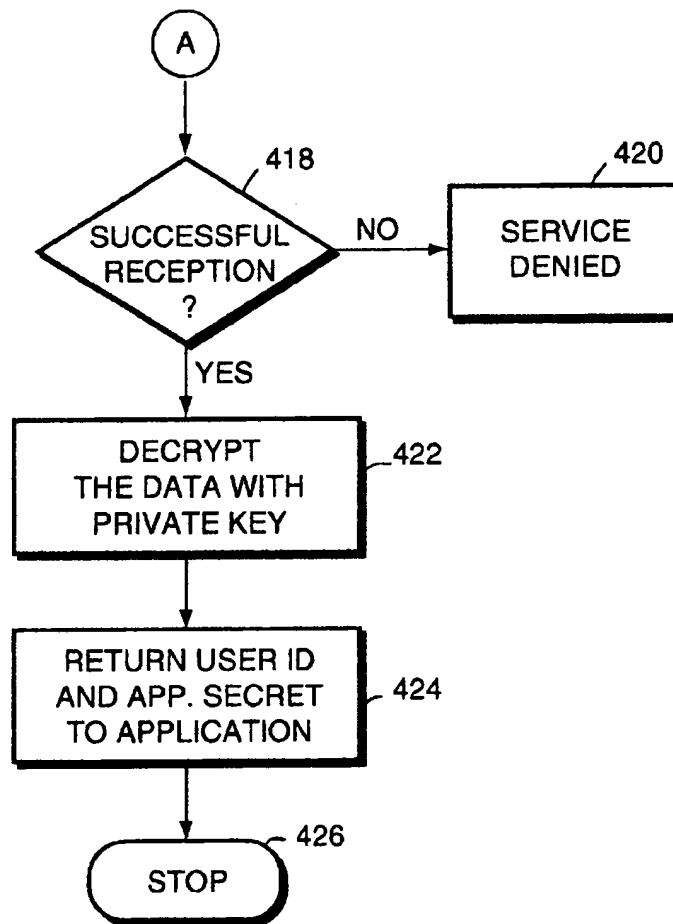 A
418
SUCCESSFUL
RECEPTION
?
NO
420
SERVICE
DENIED
YES
DECRYPT
THE DATA WITH
PRIVATE KEY
422
RETURN USER ID
AND APP. SECRET
TO APPLICATION
424
426
STOP